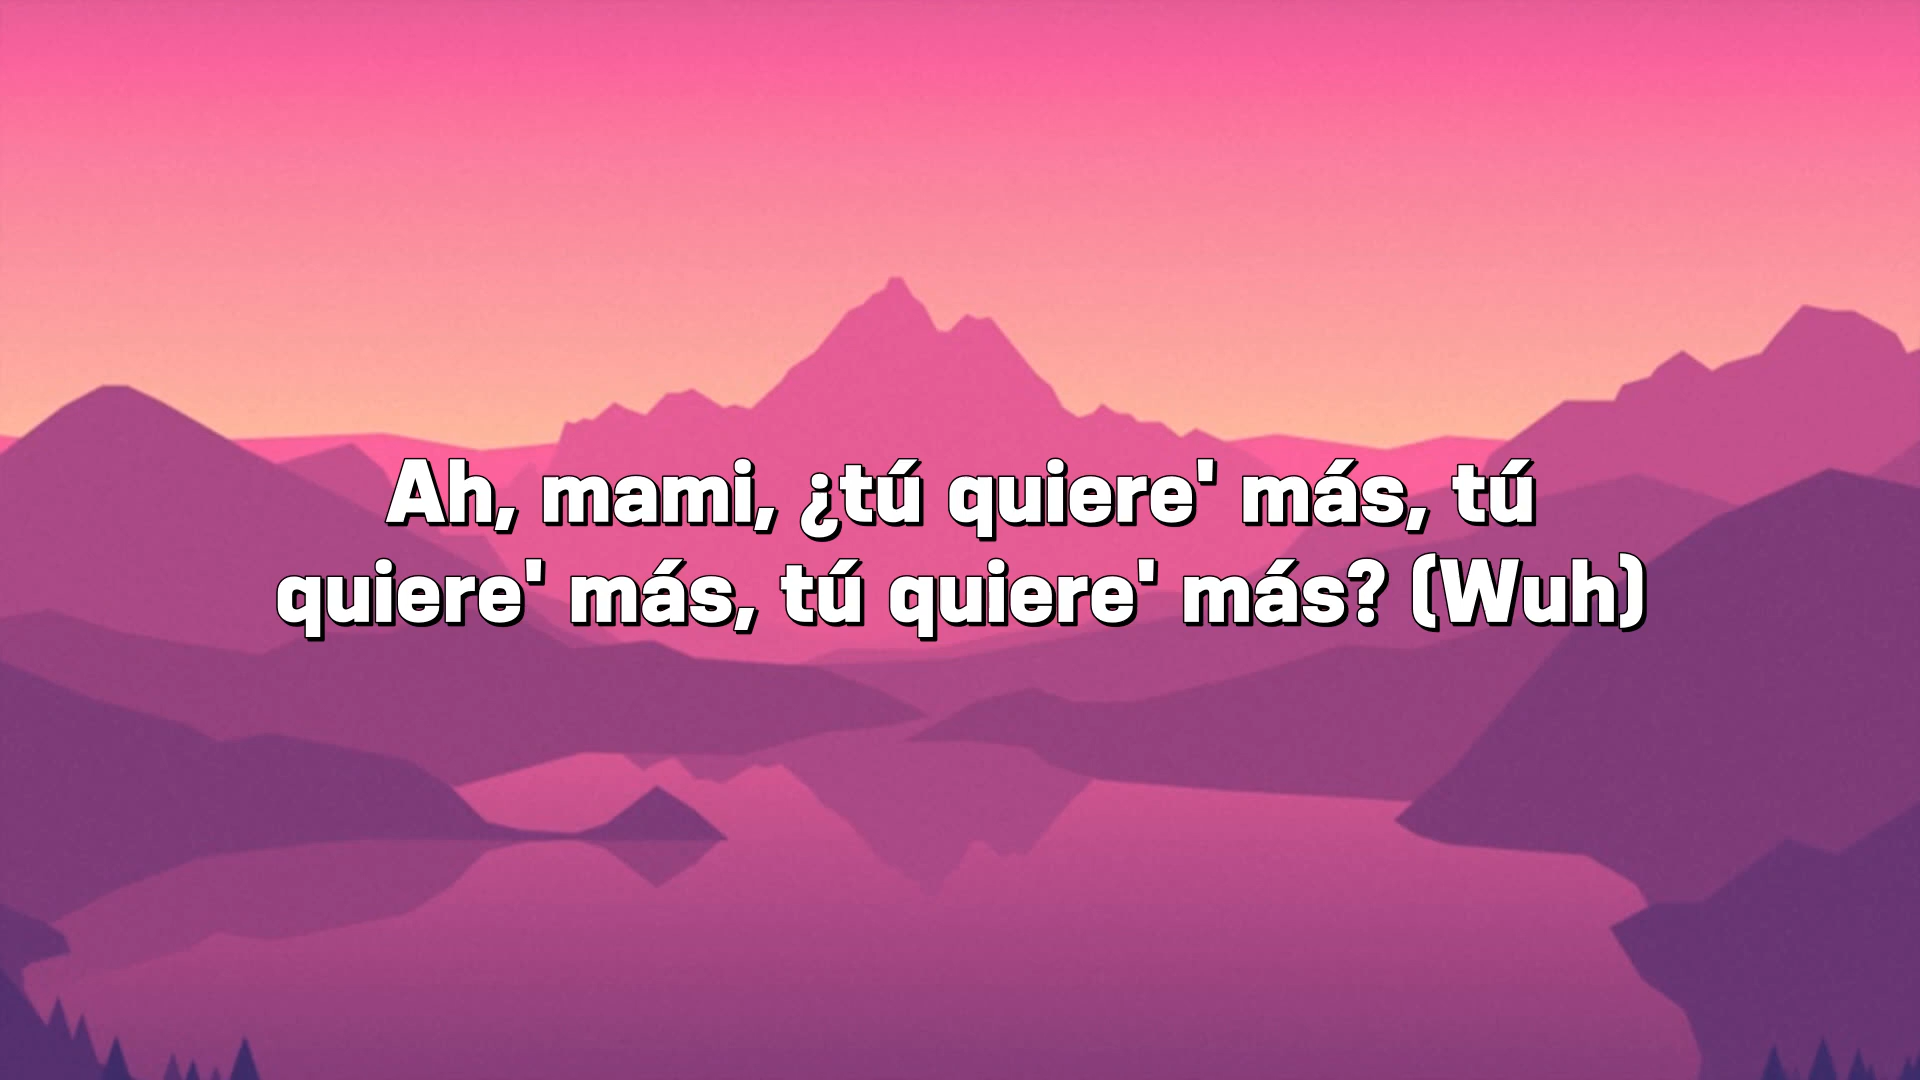 Ah, mami, ¿tú quiere' más, tú
quiere' más, tú quiere' más? (Wuh)